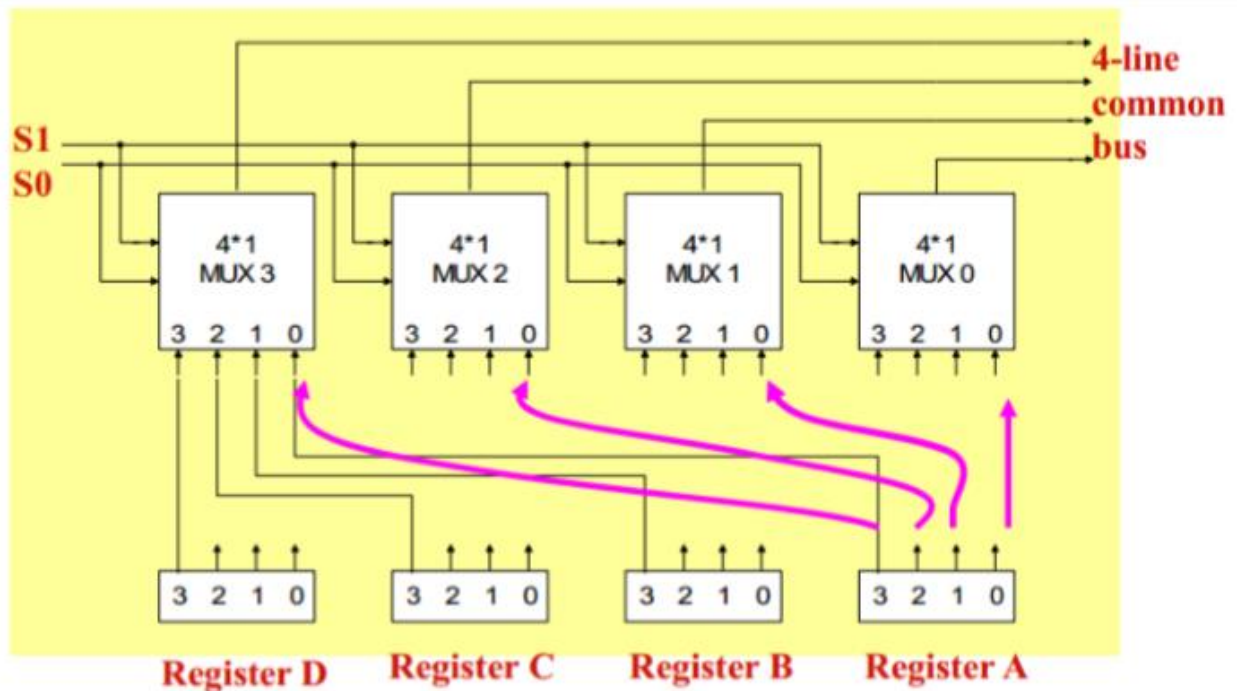 4-line
common
bus
S1
S0
4*1
MUX 3
4*1
MUX 2
4*1
MUX 1
4*1
MUX 0
3 2 1 0
3 2 1 0
3 2 1 0
3 2 1 0
3 2 1 0
3 2 1 0
3 2 1 0
3 2 1 0
Register D
Register C
Register B
Register A